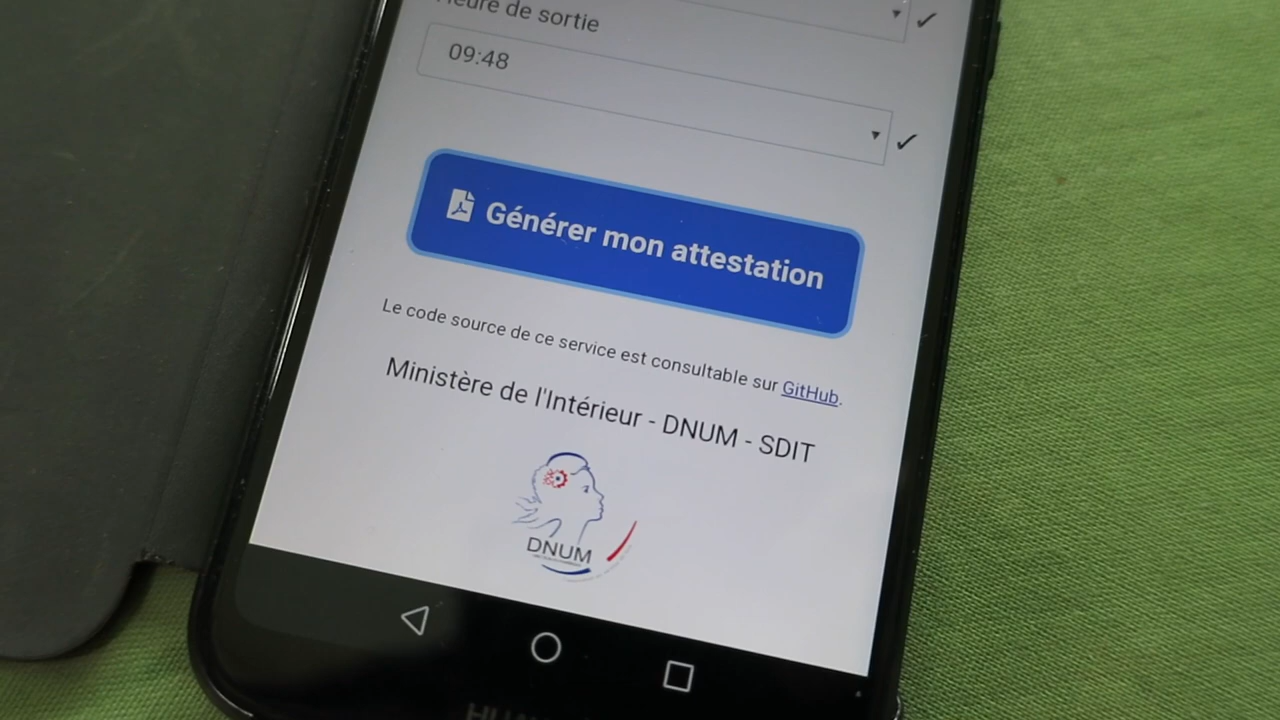 Heure de sortie
09:48
Générer mon attestation
Le code source de ce service est consultable sur GitHub.
Ministère de l'Intérieur - DNUM - SDIT
DNUM